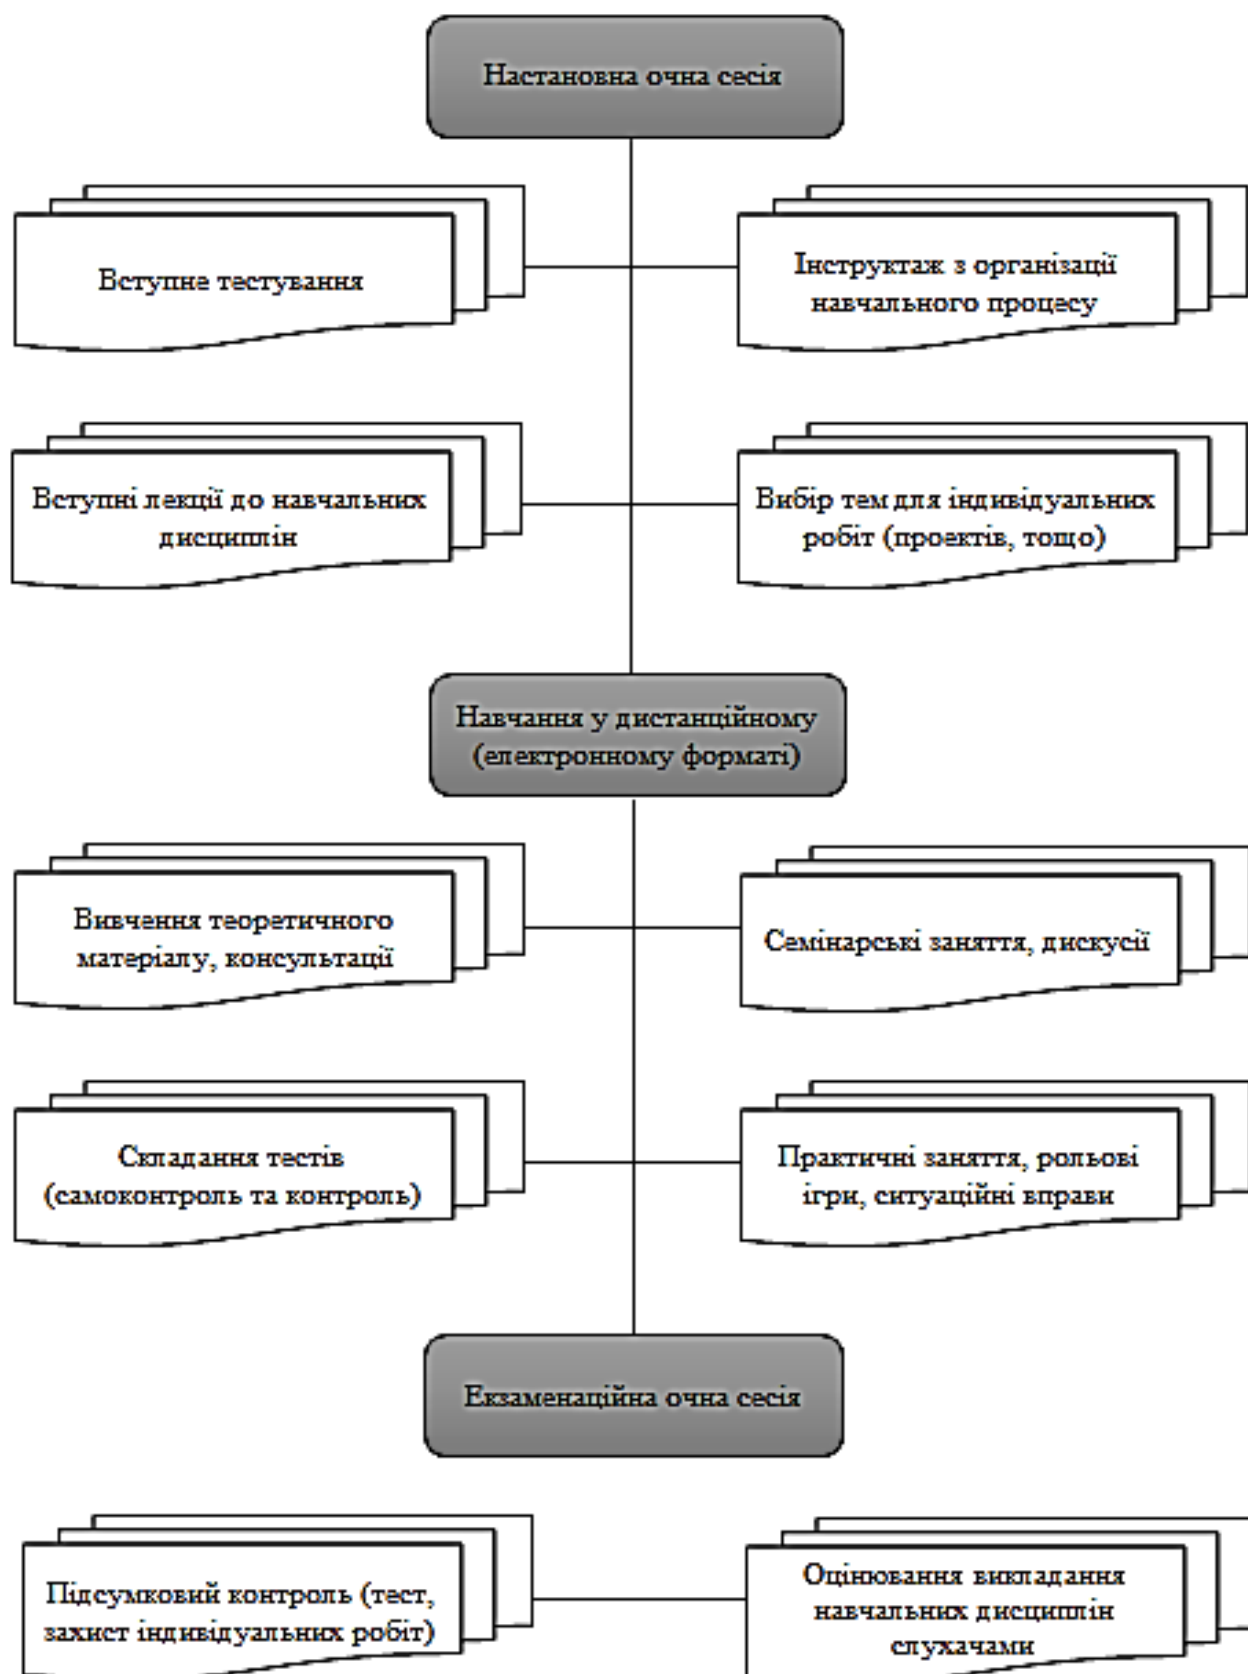 Настановна очна сесія
Вступне тестування
Інструктаж з організації
навчального процесу
Вступні лекції до навчальних
дисциплін
Вибір тем для індивідуальних
робіт (проектів, тощо)
Навчання у дистанційному
(електронному форматі)
Вивчення теоретичного
матеріалу, консультації
Семінарські заняття, дискусії
Складання тестів
(самоконтроль та контроль)
Практичні заняття, рольові
ігри, ситуаційні вправи
Екзаменаційна очна сесія
Підсумковий контроль (тест,
захист індивідуальних робіт)
Оцінювання викладання
навчальних дисциплін
слухачами